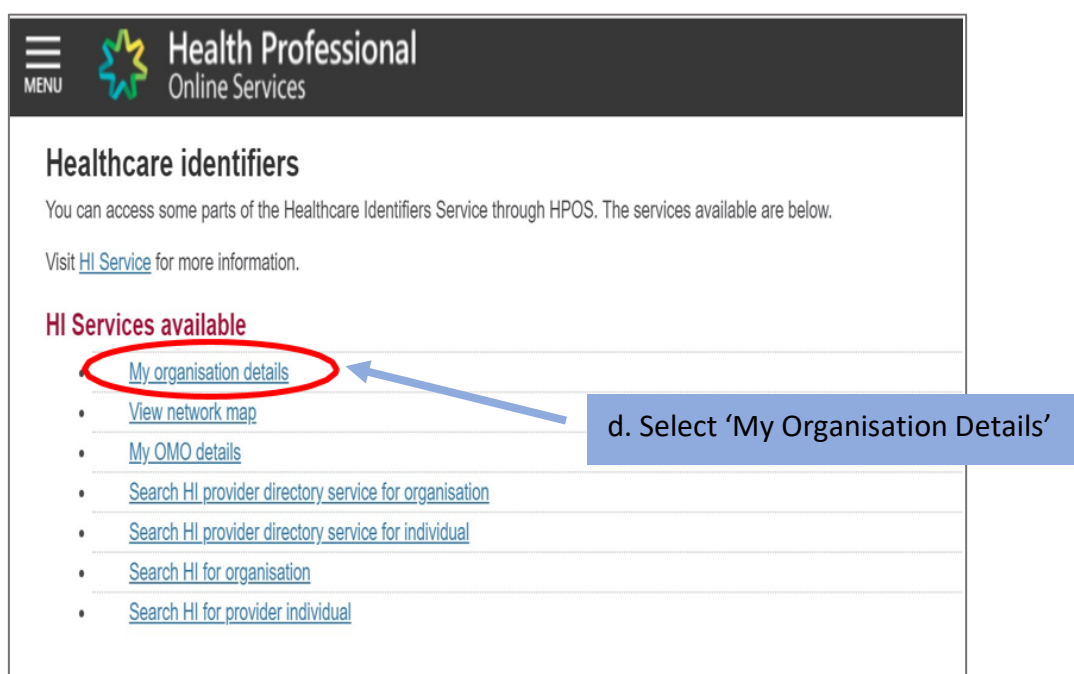 MENU
Health Professional
Online Services
Healthcare identifiers
You can access some parts of the Healthcare Identifiers Service through HPOS. The services available are below.
Visit HI Service for more information.
HI Services available
• My organisation details
• View network map
• My OMO details
• Search HI provider directory service for organisation
• Search HI provider directory service for individual
• Search HI for organisation
• Search HI for provider individual
d. Select ‘My Organisation Details’